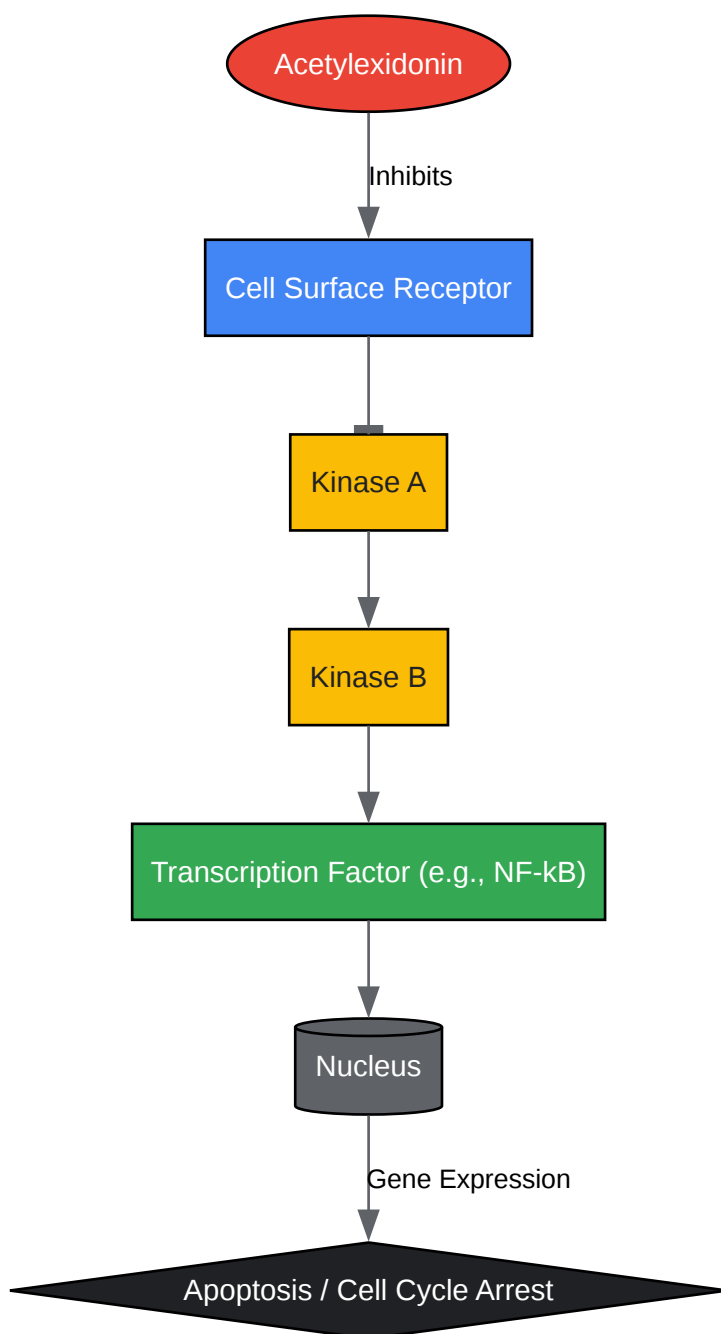 Acetylexidonin
Inhibits
Cell Surface Receptor
Kinase A
Kinase B
Transcription Factor (e.g., NF-kB)
Nucleus
Gene Expression
Apoptosis / Cell Cycle Arrest